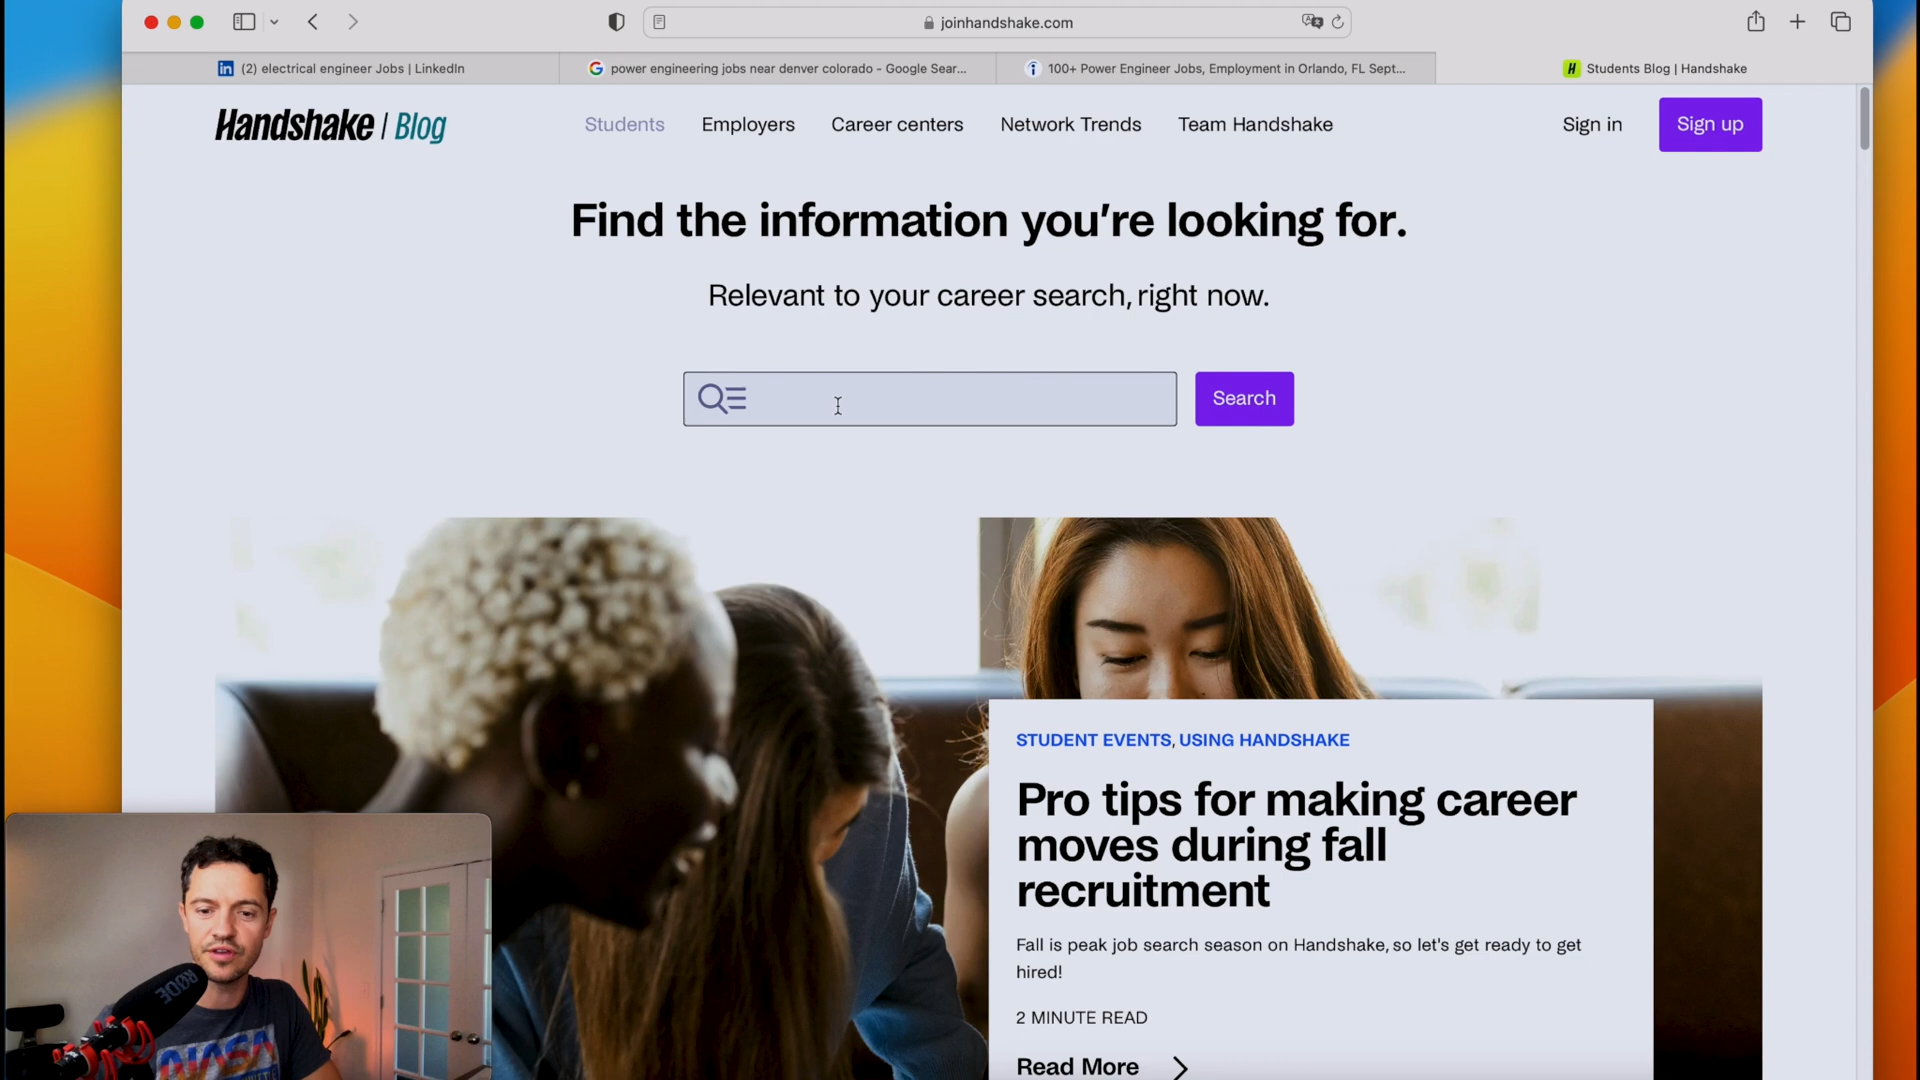 joinhandshake.com
(2) electrical engineer Jobs | LinkedIn
power engineering jobs near denver colorado - Google Sear...
100+ Power Engineer Jobs, Employment in Orlando, FL Sept...
Students Blog | Handshake
Handshake | Blog
Students
Employers
Career centers
Network Trends
Team Handshake
Sign in
Sign up
Find the information you're looking for.
Relevant to your career search, right now.
Search
STUDENT EVENTS, USING HANDSHAKE
Pro tips for making career
moves during fall
recruitment
Fall is peak job search season on Handshake, so let's get ready to get
hired!
2 MINUTE READ
Read More
RØDE
NASA